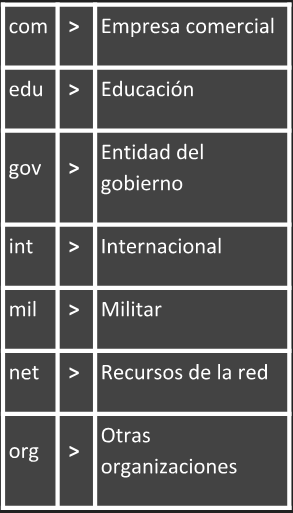 com > Empresa comercial
edu > Educación
gov > Entidad del
gobierno
int > Internacional
mil > Militar
net > Recursos de la red
org > Otras
organizaciones